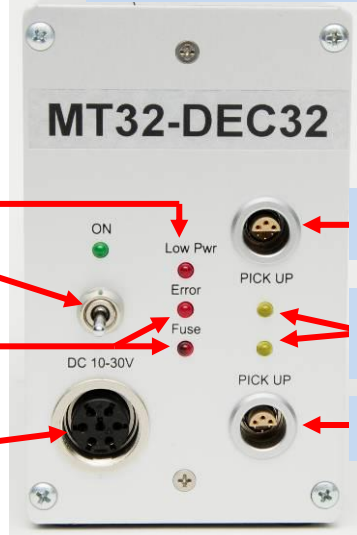 MT32-DEC32
ON
Low Pwr
Error
Fuse
DC 10-30V
PICK UP
PICK UP